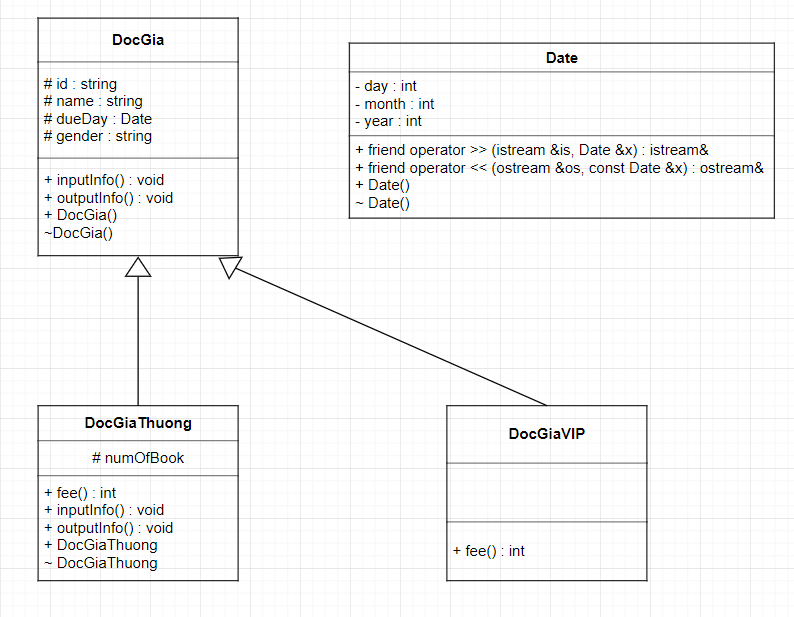 DocGia
# id : string
# name : string
# dueDay : Date
# gender : string
+ inputInfo() : void
+ outputInfo() : void
+ DocGia()
~DocGia()
Date
- day : int
- month : int
- year : int
+ friend operator >> (istream &is, Date &x) : istream&
+ friend operator << (ostream &os, const Date &x) : ostream&
+ Date()
~ Date()
DocGiaThuong
# numOfBook
+ fee() : int
+ inputInfo() : void
+ outputInfo() : void
+ DocGiaThuong
~ DocGiaThuong
DocGiaVIP
+ fee() : int